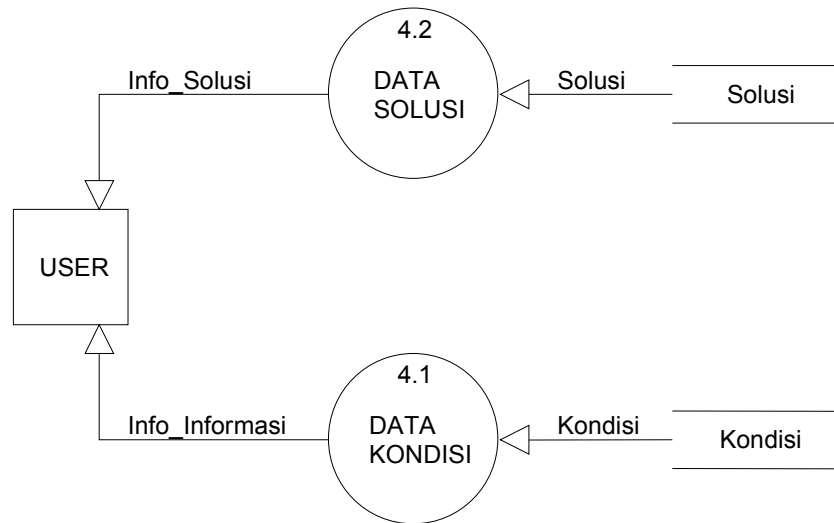 4.2
Info_Solusi
DATA
SOLUSI
Solusi
Solusi
USER
4.1
Info_Informasi
DATA
KONDISI
Kondisi
Kondisi